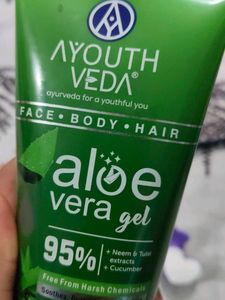 AYOUTH
VEDA®
ayurveda for a youthful you
FACE • BODY • HAIR
aloe
vera gel
95%
+ Neem & Tulsi
extracts
+ Cucumber
Free From Harsh Chemicals
Soothes